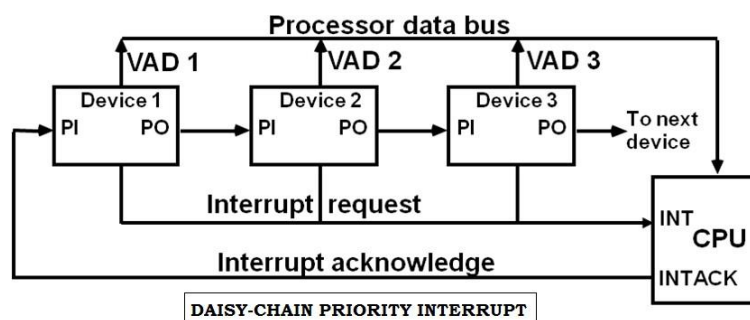 Processor data bus
VAD 1
VAD 2
VAD 3
Device 1
PI PO
Device 2
PI PO
Device 3
PI PO
To next
device
Interrupt request
INT
CPU
Interrupt acknowledge
INTACK
DAISY-CHAIN PRIORITY INTERRUPT